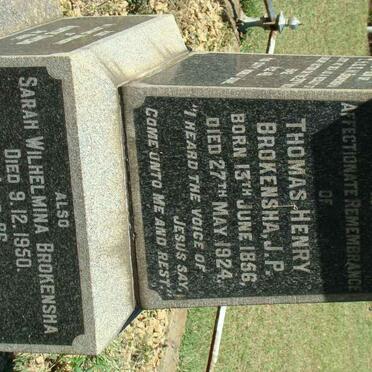 AFFECTIONATE REMEMBRANCE
OF
THOMAS HENRY
BROKENSHA, J.P.
BORN 13TH JUNE 1866,
DIED 27TH MAY 1924.
"I HEARD THE VOICE OF
JESUS SAY,
COME UNTO ME AND REST."
ALSO
SARAH WILHELMINA BROKENSHA
DIED 9.12.1950.